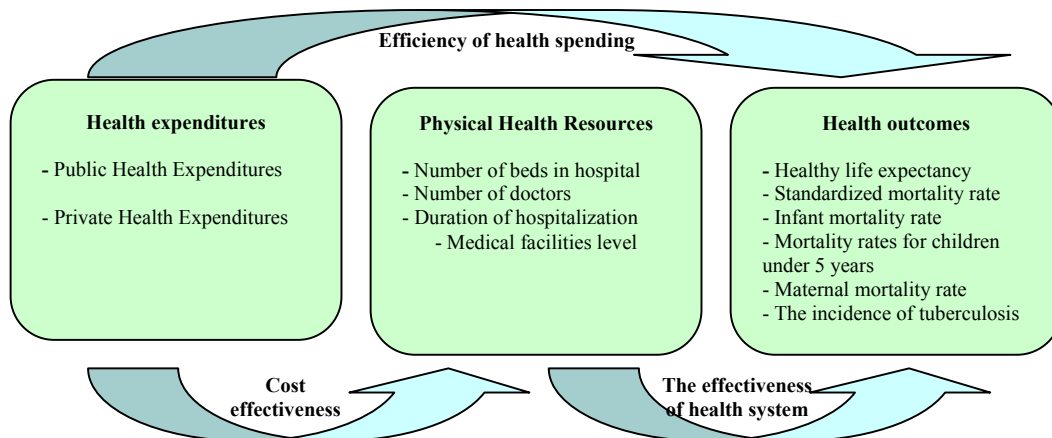 Efficiency of health spending
Health expenditures
- Public Health Expenditures
- Private Health Expenditures
Physical Health Resources
- Number of beds in hospital
- Number of doctors
- Duration of hospitalization
- Medical facilities level
Health outcomes
- Healthy life expectancy
- Standardized mortality rate
- Infant mortality rate
- Mortality rates for children
under 5 years
- Maternal mortality rate
- The incidence of tuberculosis
Cost
effectiveness
The effectiveness
of health system